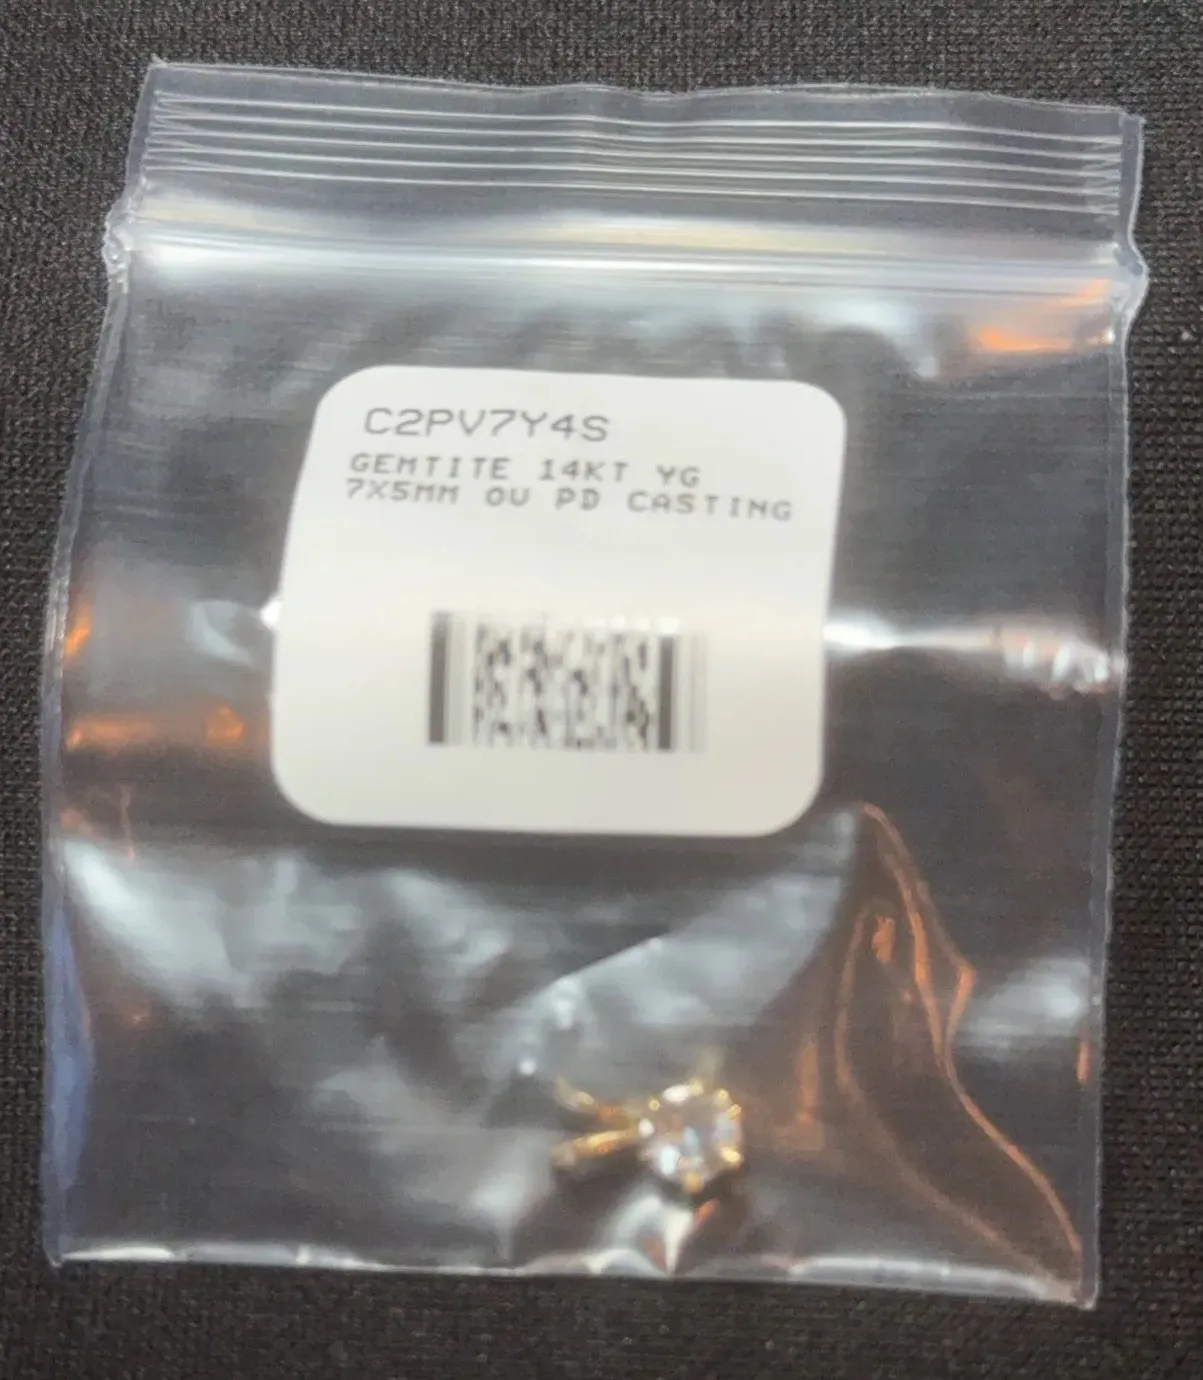 C2PV7Y4S
GEMTITE 14KT YG
7X5MM OV PD CASTING